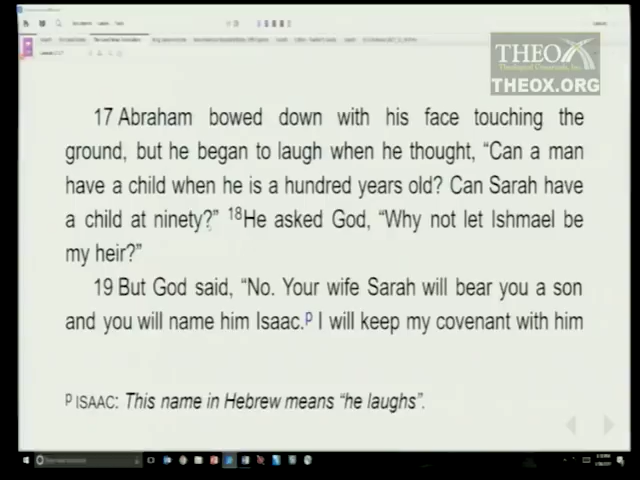 THEOX
Theological Crossroads, Inc.
THEOX.ORG
17 Abraham bowed down with his face touching the
ground, but he began to laugh when he thought, “Can a man
have a child when he is a hundred years old? Can Sarah have
a child at ninety?” 18He asked God, “Why not let Ishmael be
my heir?”
19 But God said, “No. Your wife Sarah will bear you a son
and you will name him Isaac.p I will keep my covenant with him
p ISAAC: This name in Hebrew means “he laughs”.